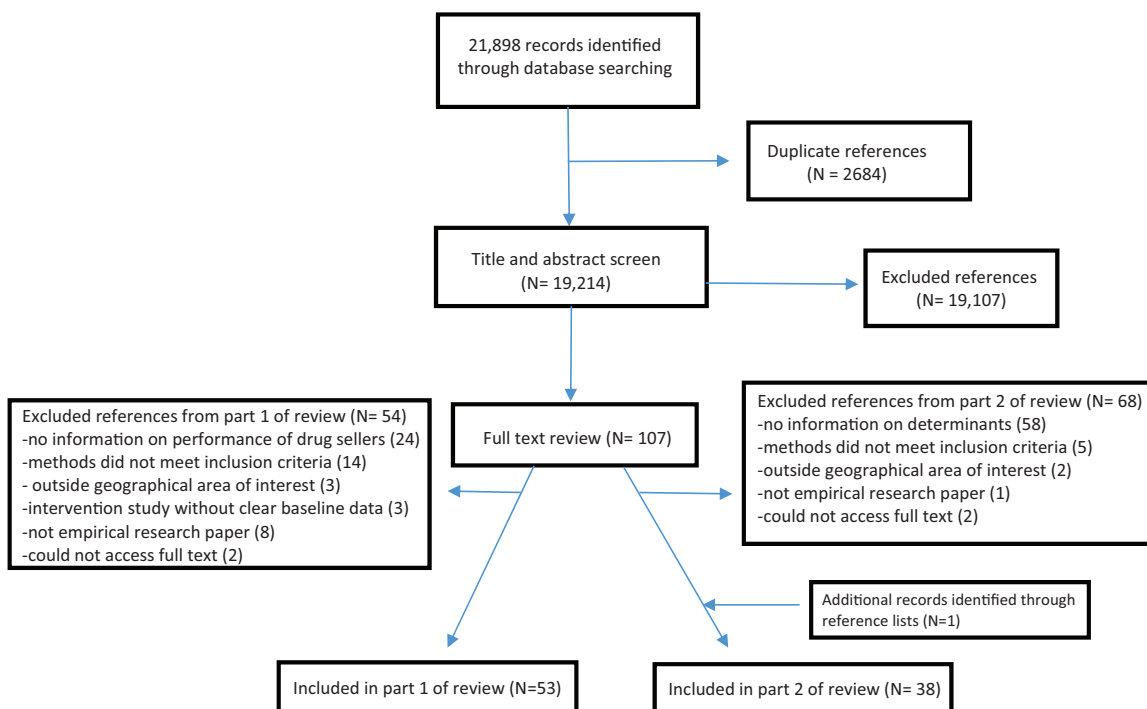 21,898 records identified
through database searching
Duplicate references
(N = 2684)
Title and abstract screen
(N= 19,214)
Excluded references
(N= 19,107)
Excluded references from part 1 of review (N= 54)
-no information on performance of drug sellers (24)
-methods did not meet inclusion criteria (14)
- outside geographical area of interest (3)
-intervention study without clear baseline data (3)
-not empirical research paper (8)
-could not access full text (2)
Full text review (N= 107)
Excluded references from part 2 of review (N= 68)
-no information on determinants (58)
-methods did not meet inclusion criteria (5)
-outside geographical area of interest (2)
-not empirical research paper (1)
-could not access full text (2)
Additional records identified through
reference lists (N=1)
Included in part 1 of review (N=53)
Included in part 2 of review (N= 38)